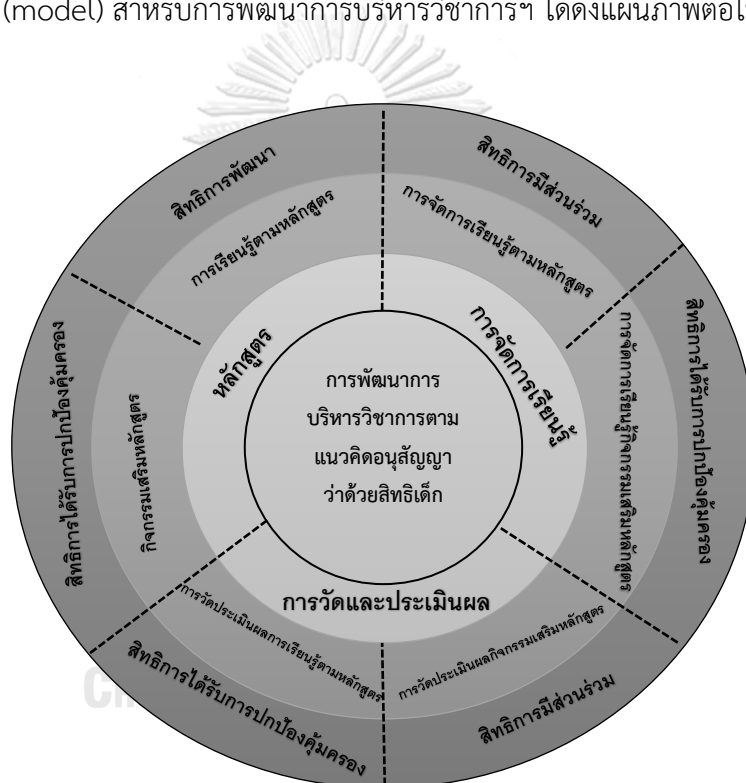 (model) สำหรับการพัฒนาการบริหารวิชาการฯ ได้ดังแผนภาพต่อไ
สิทธิการพัฒนา
สิทธิการมีส่วนร่วม
การเรียนรู้ตามหลักสูตร
การจัดการเรียนรู้ตามหลักสูตร
หลักสูตร
การจัดการเรียนรู้
สิทธิการได้รับการปกป้องคุ้มครอง
กิจกรรมเสริมหลักสูตร
การพัฒนาการ
บริหารวิชาการตาม
แนวคิดอนุสัญญา
ว่าด้วยสิทธิเด็ก
การจัดการเรียนรู้กิจกรรมเสริมหลักสูตร
สิทธิการได้รับการปกป้องคุ้มครอง
การวัดและประเมินผล
การวัดประเมินผลการเรียนรู้ตามหลักสูตร
การวัดประเมินผลกิจกรรมเสริมหลักสูตร
สิทธิการได้รับการปกป้องคุ้มครอง
สิทธิการมีส่วนร่วม